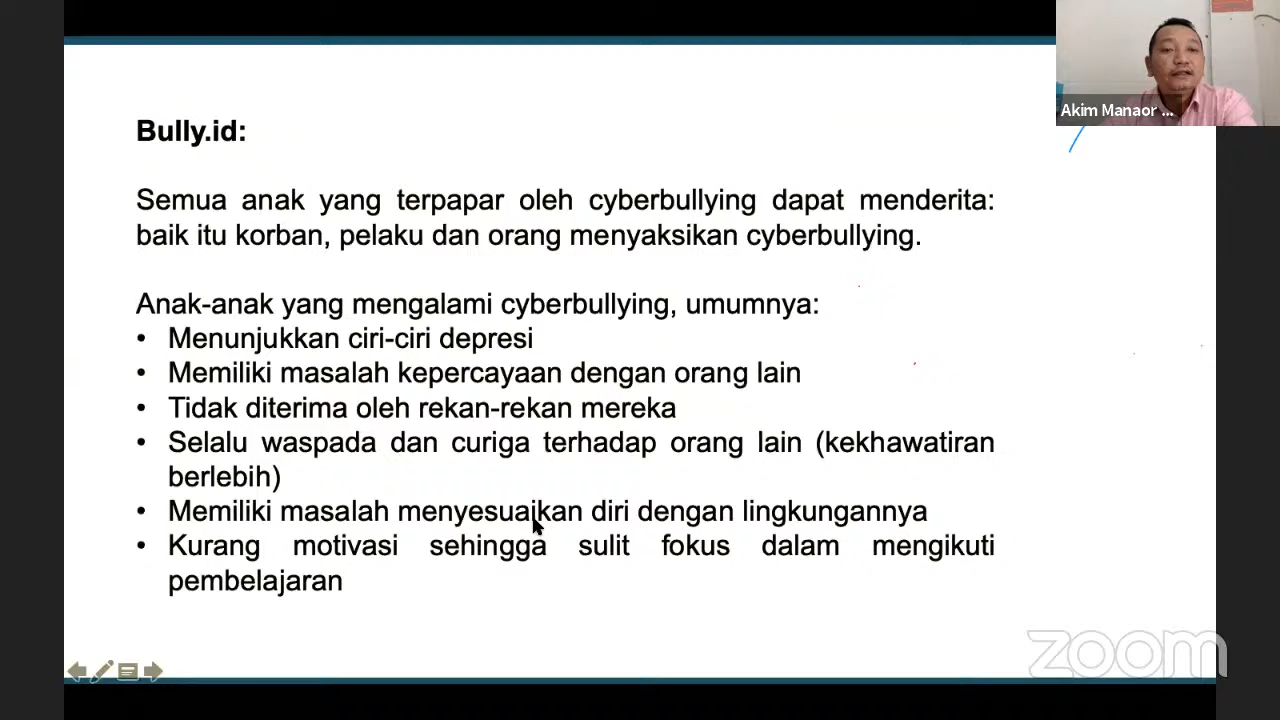 Akim Manaor ...
Bully.id:
Semua anak yang terpapar oleh cyberbullying dapat menderita:
baik itu korban, pelaku dan orang menyaksikan cyberbullying.
Anak-anak yang mengalami cyberbullying, umumnya:
• Menunjukkan ciri-ciri depresi
• Memiliki masalah kepercayaan dengan orang lain
• Tidak diterima oleh rekan-rekan mereka
• Selalu waspada dan curiga terhadap orang lain (kekhawatiran
berlebih)
• Memiliki masalah menyesuaikan diri dengan lingkungannya
• Kurang motivasi sehingga sulit fokus dalam mengikuti
pembelajaran
zoom